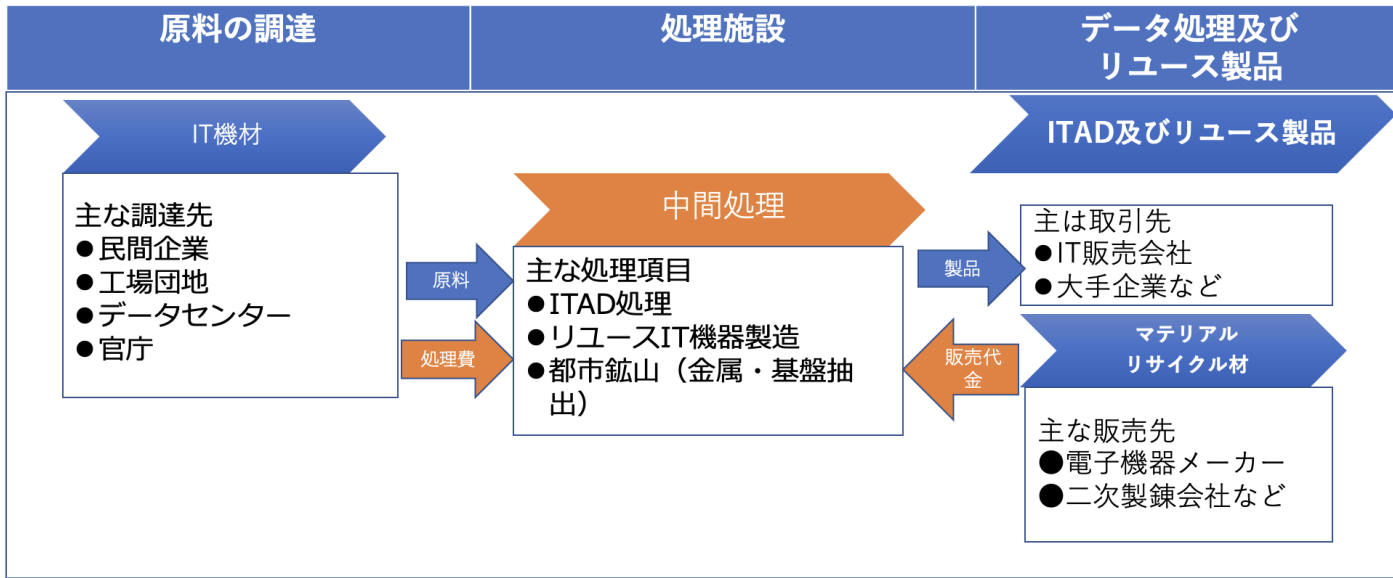 原料の調達
処理施設
データ処理及び
リユース製品
IT機材
主な調達先
●民間企業
●工場団地
●データセンター
●官庁
原料
処理費
中間処理
主な処理項目
●ITAD処理
●リユースIT機器製造
●都市鉱山（金属・基盤抽
出）
製品
販売代
金
ITAD及びリユース製品
主は取引先
●IT販売会社
●大手企業など
マテリアル
リサイクル材
主な販売先
●電子機器メーカー
●二次製錬会社など